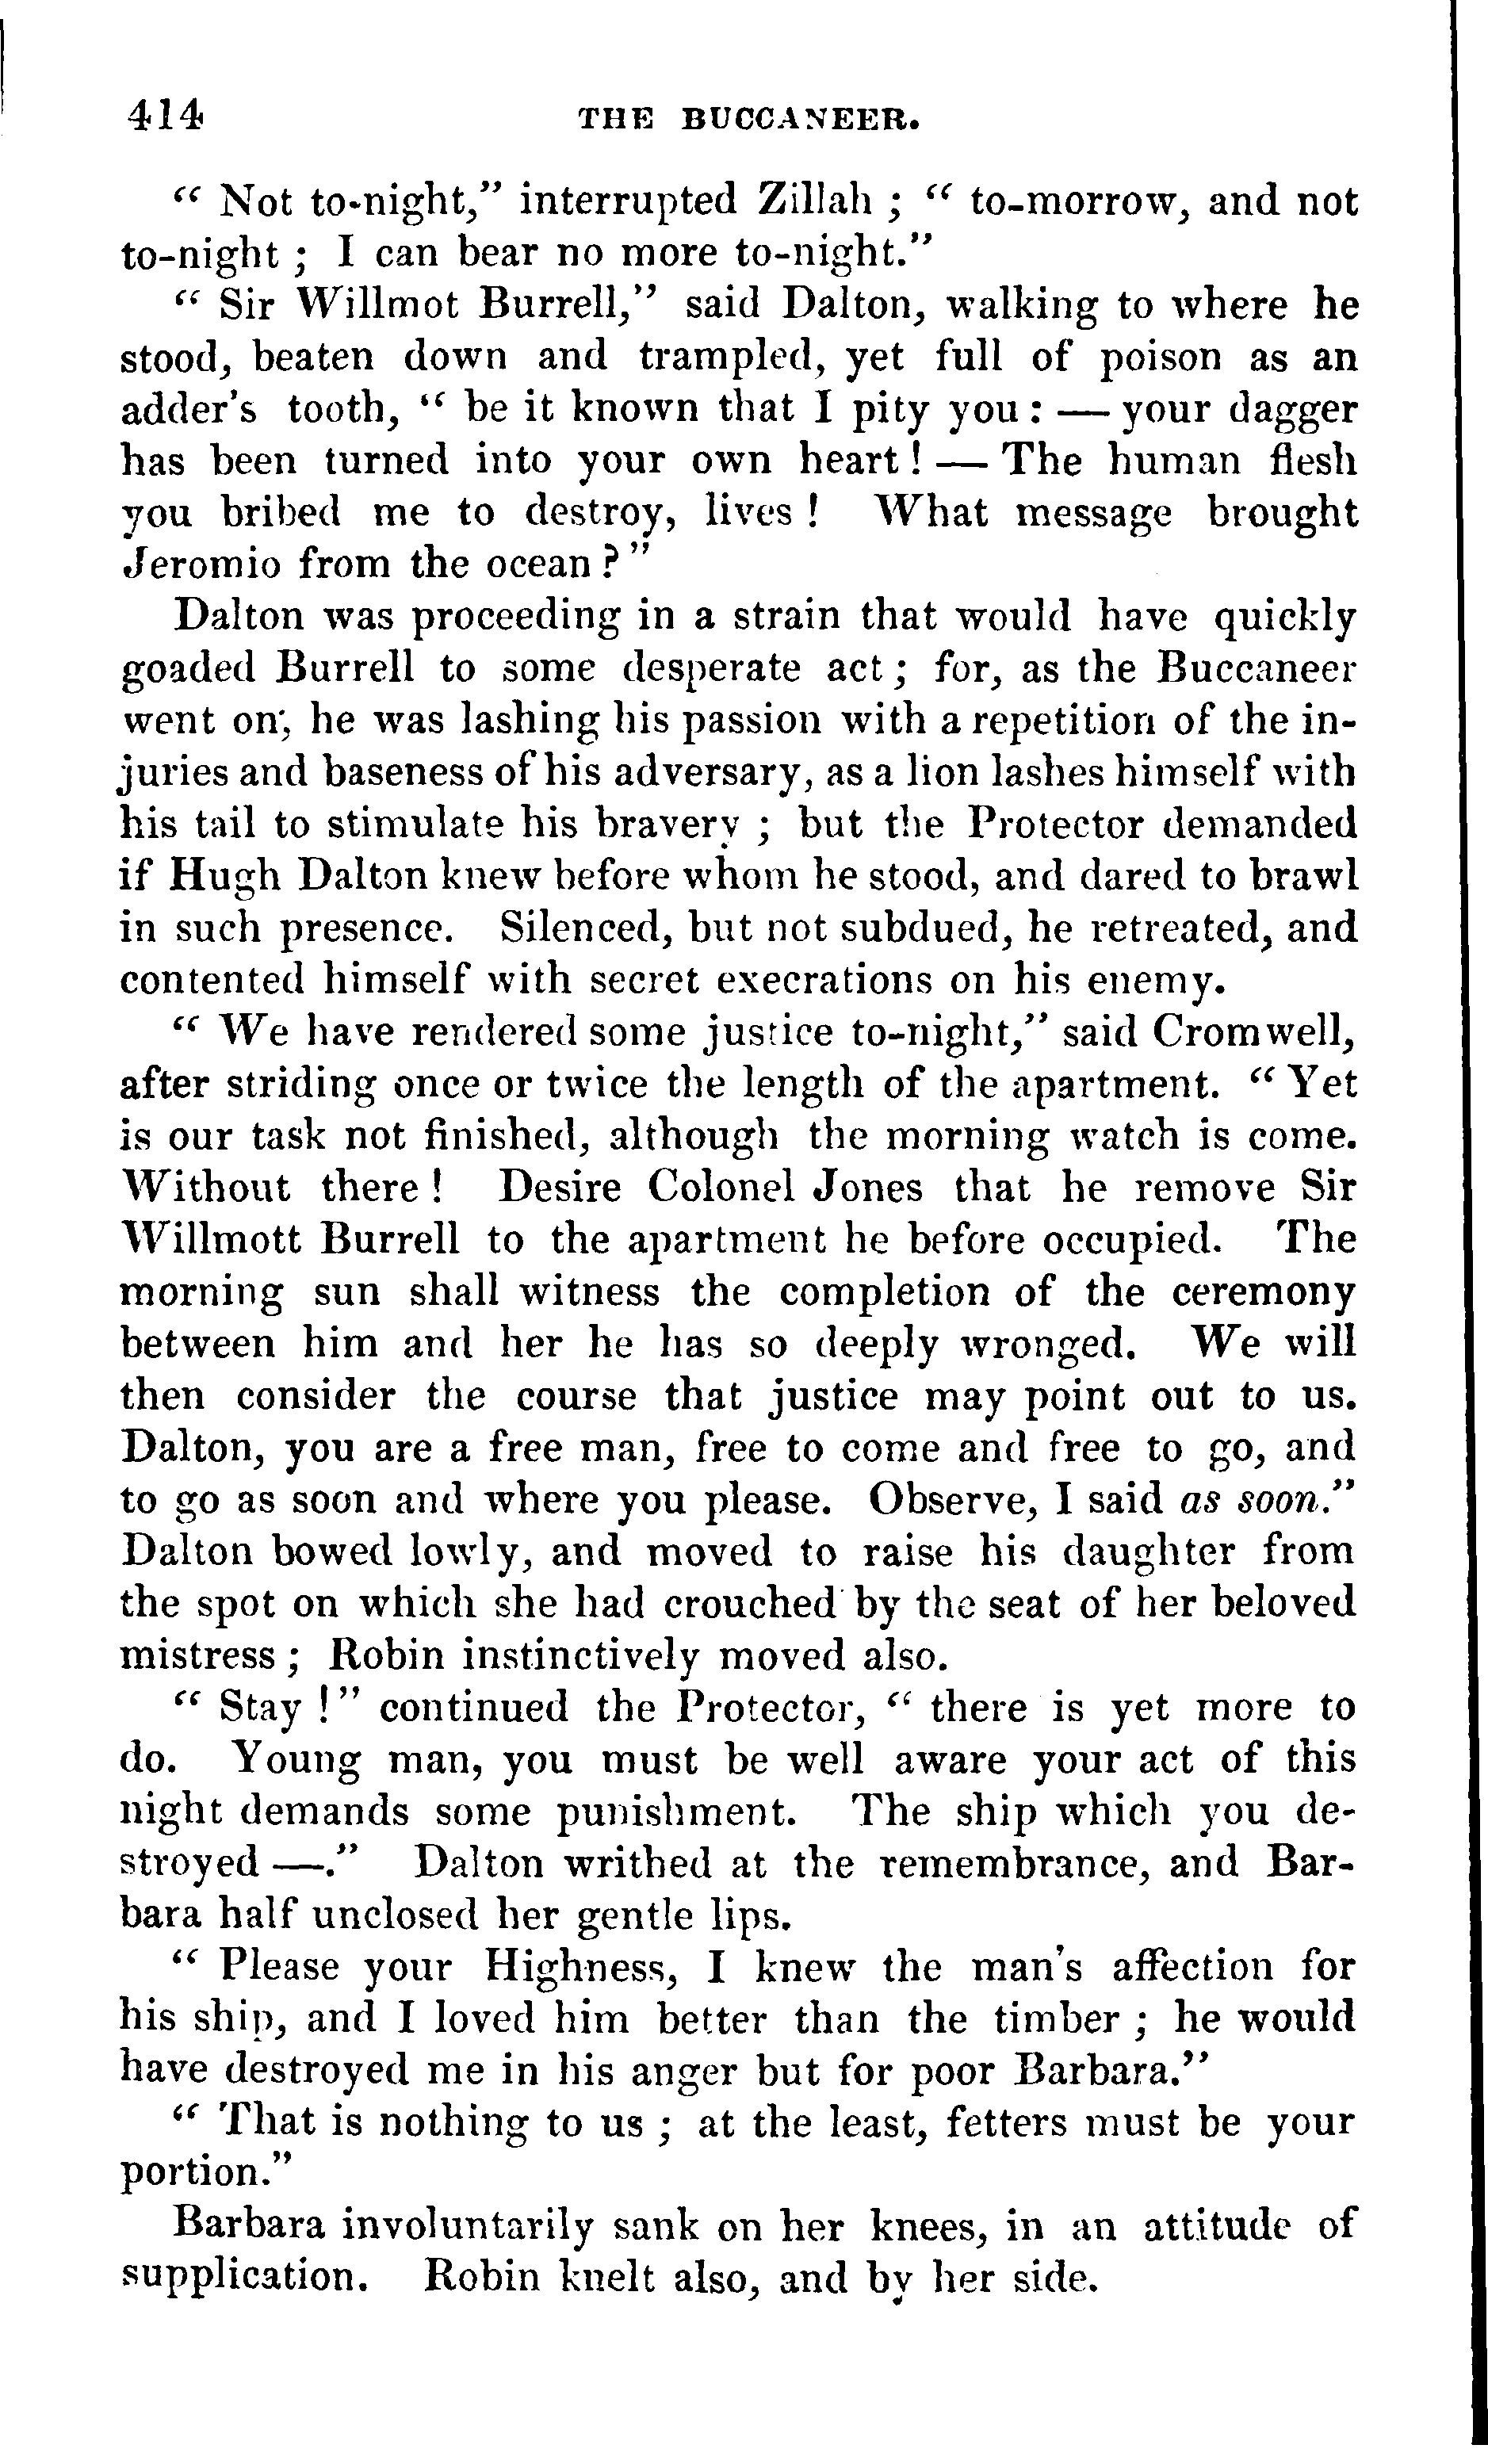 414 THE BUCCANEER.
“ Not to-night,” interrupted Zillah ; “ to-morrow, and not
to-night ; I can bear no more to-night.”
“ Sir Willmot Burrell,” said Dalton, walking to where he
stood, beaten down and trampled, yet full of poison as an
adder's tooth, “ be it known that I pity you : — your dagger
has been turned into your own heart ! — The human flesh
you bribed me to destroy, lives ! What message brought
Jeromio from the ocean ? ”
Dalton was proceeding in a strain that would have quickly
goaded Burrell to some desperate act ; for, as the Buccaneer
went on, he was lashing his passion with a repetition of the in-
juries and baseness of his adversary, as a lion lashes himself with
his tail to stimulate his bravery ; but the Protector demanded
if Hugh Dalton knew before whom he stood, and dared to brawl
in such presence. Silenced, but not subdued, he retreated, and
contented himself with secret execrations on his enemy.
“ We have rendered some justice to-night,” said Cromwell,
after striding once or twice the length of the apartment. “ Yet
is our task not finished, although the morning watch is come.
Without there ! Desire Colonel Jones that he remove Sir
Willmott Burrell to the apartment he before occupied. The
morning sun shall witness the completion of the ceremony
between him and her he has so deeply wronged. We will
then consider the course that justice may point out to us.
Dalton, you are a free man, free to come and free to go, and
to go as soon and where you please. Observe, I said as soon.”
Dalton bowed lowly, and moved to raise his daughter from
the spot on which she had crouched by the seat of her beloved
mistress ; Robin instinctively moved also.
“ Stay ! ” continued the Protector, “ there is yet more to
do. Young man, you must be well aware your act of this
night demands some punishment. The ship which you de-
stroyed —.” Dalton writhed at the remembrance, and Bar-
bara half unclosed her gentle lips.
“ Please your Highness, I knew the man's affection for
his ship, and I loved him better than the timber ; he would
have destroyed me in his anger but for poor Barbara.”
“ That is nothing to us ; at the least, fetters must be your
portion.”
Barbara involuntarily sank on her knees, in an attitude of
supplication. Robin knelt also, and by her side.